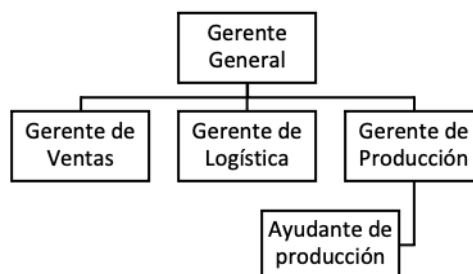 Gerente
General
Gerente de
Ventas
Gerente de
Logística
Gerente de
Producción
Ayudante de
producción